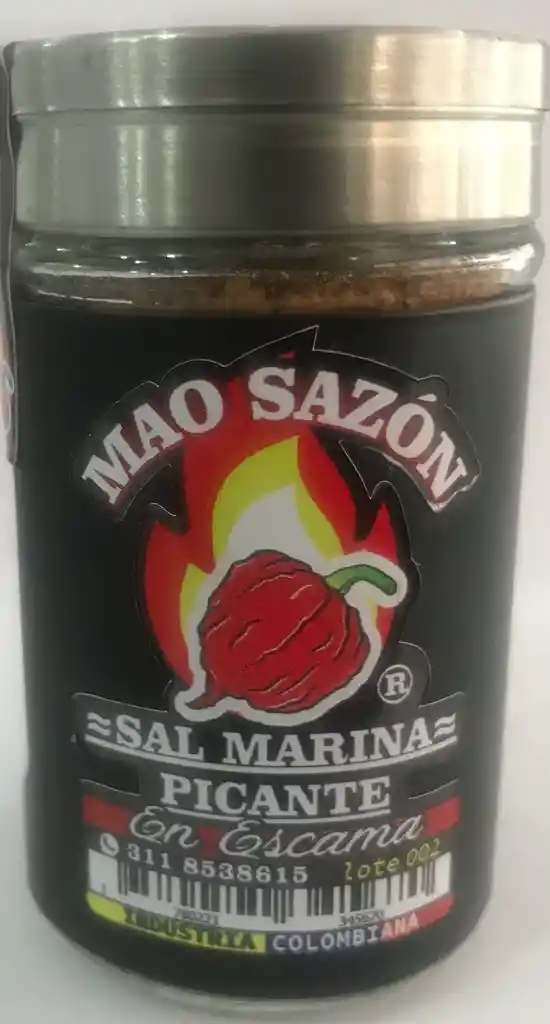 MAO SAZÓN
®
≈SAL MARINA≈
PICANTE
En Escama
311 8538615
lote 002
INDUSTRIA COLOMBIANA